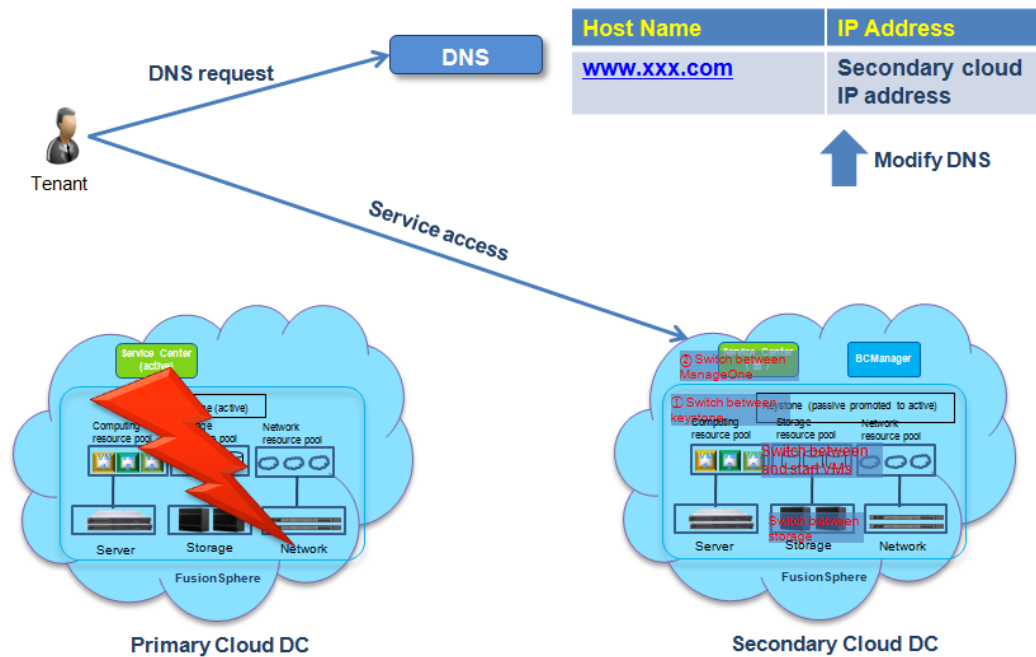 Host Name
IP Address
DNS
www.xxx.com
Secondary cloud
IP address
DNS request
Tenant
Modify DNS
Service access
Service Center
(active)
(active)
Computing
resource pool
Network
resource pool
Server
Storage
Network
FusionSphere
Primary Cloud DC
Service Center
② Switch between
ManageOne
BCManager
① Switch between
keystone
Keystone (passive promoted to active)
Computing
resource pool
Storage
resource pool
Network
resource pool
Switch between
and start VMs
Switch between
storage
Server
Storage
Network
FusionSphere
Secondary Cloud DC